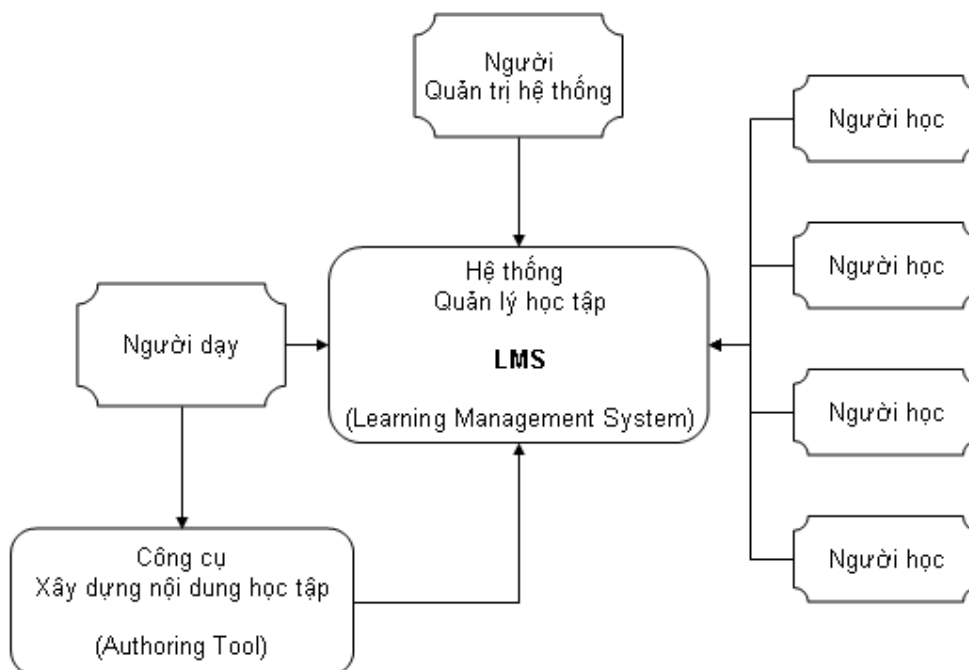 Người
Quản trị hệ thống
Người học
Người học
Hệ thống
Quản lý học tập
LMS
(Learning Management System)
Người dạy
Người học
Người học
Công cụ
Xây dựng nội dung học tập
(Authoring Tool)